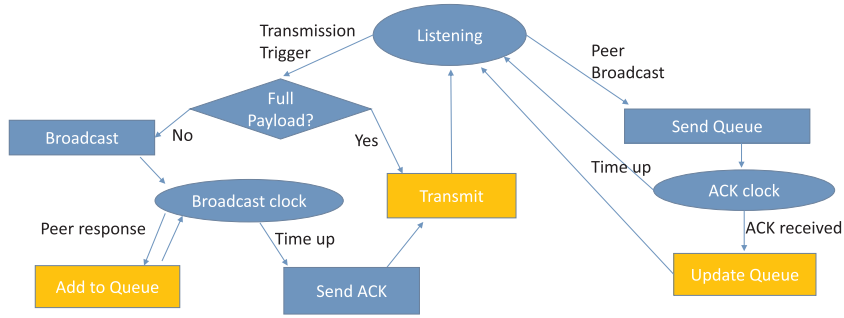 Listening
Transmission
Trigger
Peer
Broadcast
Full
Payload?
Send Queue
Broadcast
No
Yes
Time up
ACK clock
Broadcast clock
Transmit
Peer response
Time up
ACK received
Add to Queue
Send ACK
Update Queue